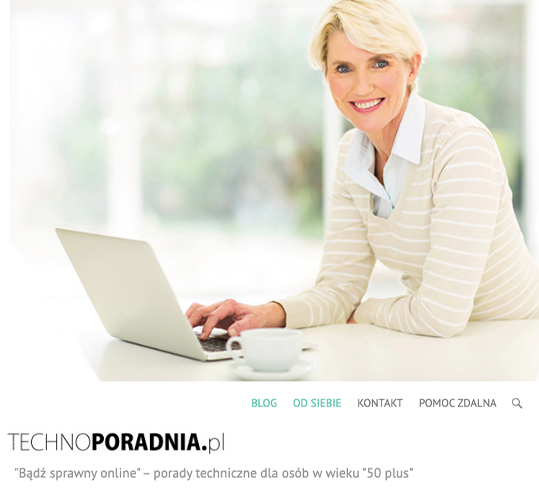 BLOG OD SIEBIE KONTAKT POMOC ZDALNA
TECHNOPORADNIA.pl
"Bądź sprawny online" – porady techniczne dla osób w wieku "50 plus"